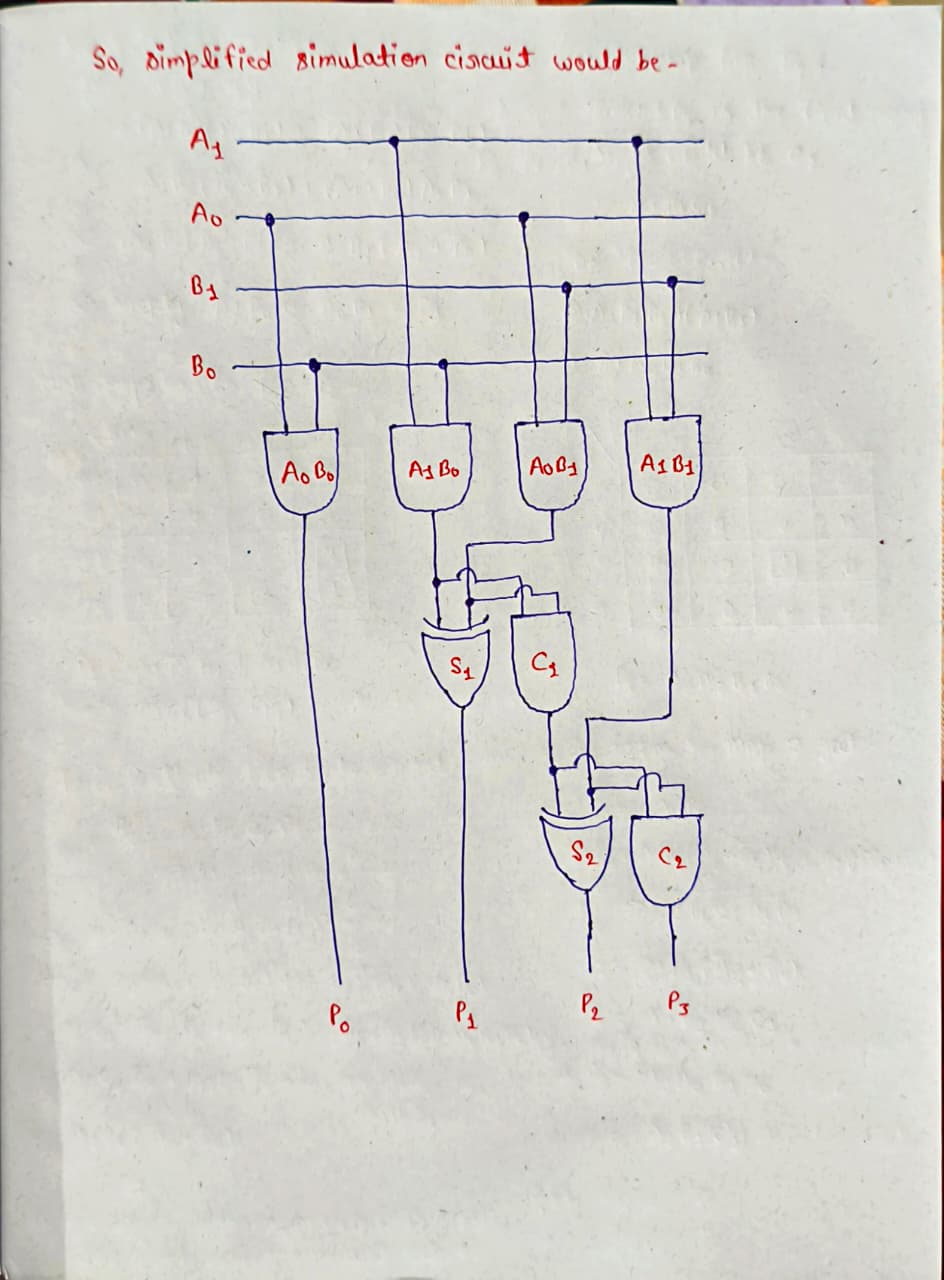 So, simplified simulation circuit would be -
A₁
A₀
B₁
B₀
A₀B₀ A₁B₀ A₀B₁ A₁B₁
S₁ C₁
S₂ C₂
P₀ P₁ P₂ P₃